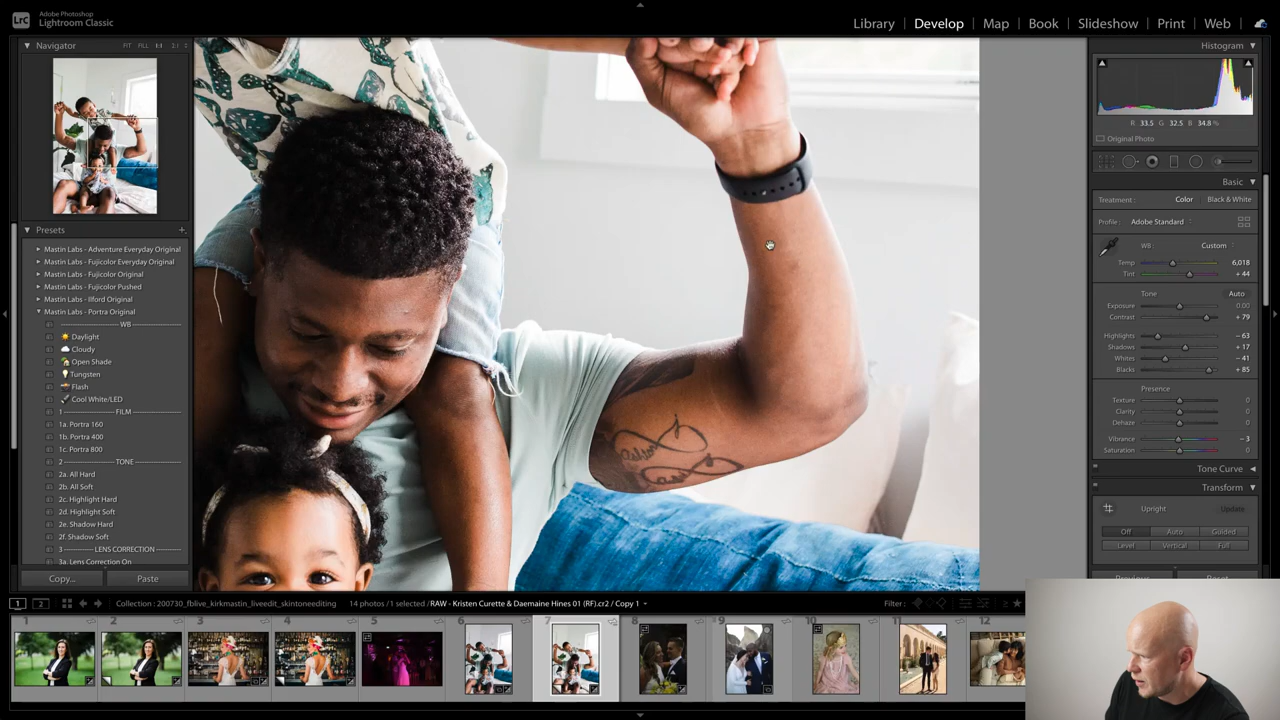 Adobe Photoshop
LrC Lightroom Classic
Library | Develop | Map | Book | Slideshow | Print | Web
Navigator FIT FILL 1:1 2:1
Presets +
Mastin Labs - Adventure Everyday Original
Mastin Labs - Fujicolor Everyday Original
Mastin Labs - Fujicolor Original
Mastin Labs - Fujicolor Pushed
Mastin Labs - Ilford Original
Mastin Labs - Portra Original
WB
Daylight
Cloudy
Open Shade
Tungsten
Flash
Cool White/LED
1 FILM
1a. Portra 160
1b. Portra 400
1c. Portra 800
2 TONE
2a. All Hard
2b. All Soft
2c. Highlight Hard
2d. Highlight Soft
2e. Shadow Hard
2f. Shadow Soft
3 LENS CORRECTION
3a. Lens Correction On
Copy... Paste
Histogram
R 33.5 G 32.5 B 34.8 %
Original Photo
Basic
Treatment: Color Black & White
Profile: Adobe Standard
WB: Custom
Temp 6,018
Tint + 44
Tone Auto
Exposure 0.00
Contrast + 79
Highlights − 63
Shadows + 17
Whites − 41
Blacks + 85
Presence
Texture 0
Clarity 0
Dehaze 0
Vibrance − 3
Saturation 0
Tone Curve
Transform
Upright Update
Off Auto Guided
Level Vertical Full
Previous Reset
1 2 Collection: 200730_fblive_kirkmastin_liveedit_skintoneediting 14 photos /1 selected /RAW - Kristen Curette & Daemaine Hines 01 (RF).cr2 / Copy 1 Filter:
1 2 3 4 5 6 7 8 9 10 11 12